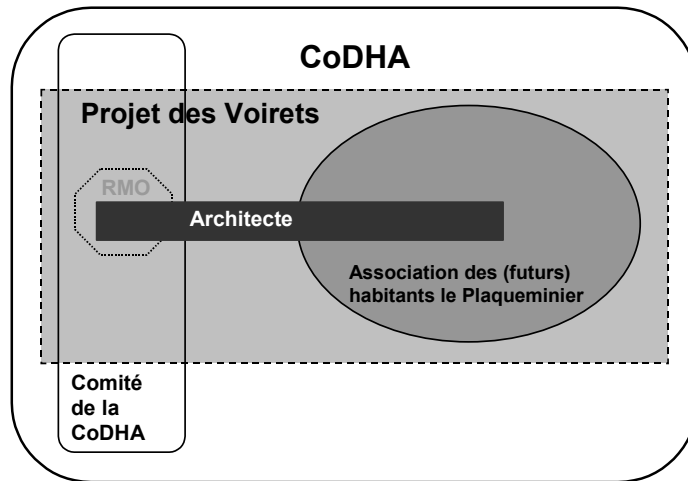 CoDHA
Projet des Voirets
RMO
Architecte
Association des (futurs)
habitants le Plaqueminier
Comité
de la
CoDHA